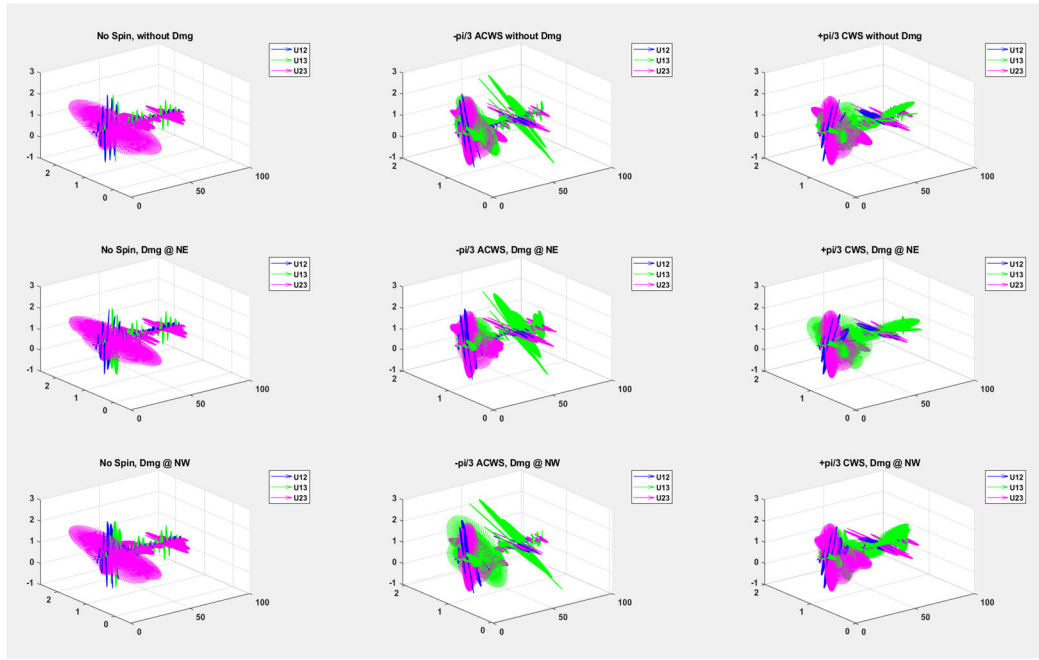 No Spin, without Dmg
U12
U13
U23
3
2
1
0
-1
2
1
0
0
50
100
-pi/3 ACWS without Dmg
U12
U13
U23
3
2
1
0
-1
2
1
0
0
50
100
+pi/3 CWS without Dmg
U12
U13
U23
3
2
1
0
-1
2
1
0
0
50
100
No Spin, Dmg @ NE
U12
U13
U23
3
2
1
0
-1
2
1
0
0
50
100
-pi/3 ACWS, Dmg @ NE
U12
U13
U23
3
2
1
0
-1
2
1
0
0
50
100
+pi/3 CWS, Dmg @ NE
U12
U13
U23
3
2
1
0
-1
2
1
0
0
50
100
No Spin, Dmg @ NW
U12
U13
U23
3
2
1
0
-1
2
1
0
0
50
100
-pi/3 ACWS, Dmg @ NW
U12
U13
U23
3
2
1
0
-1
2
1
0
0
50
100
+pi/3 CWS, Dmg @ NW
U12
U13
U23
3
2
1
0
-1
2
1
0
0
50
100